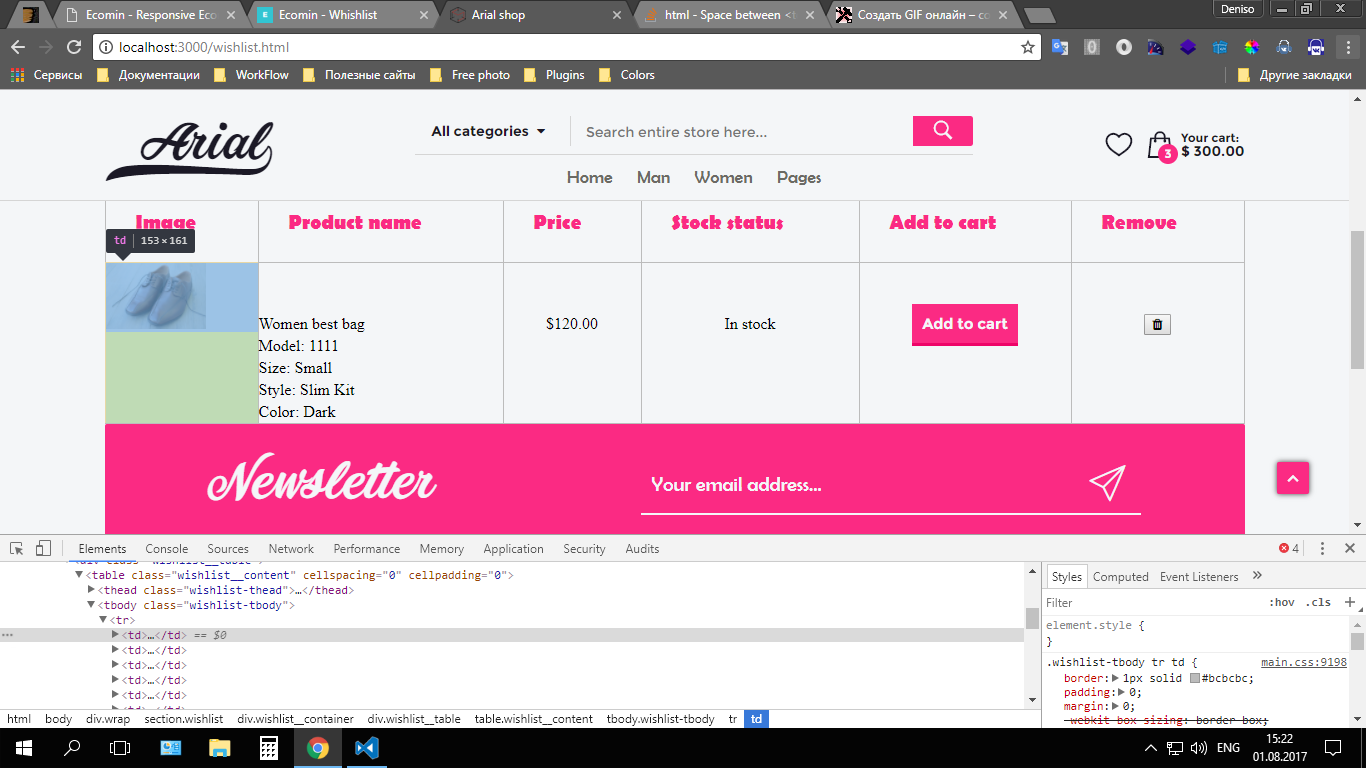 Ecomin - Responsive Eco
Ecomin - Whishlist
Arial shop
html - Space between <t
Создать GIF онлайн – со
Deniso
localhost:3000/wishlist.html
Сервисы
Документации
WorkFlow
Полезные сайты
Free photo
Plugins
Colors
Другие закладки
Arial
All categories
Search entire store here...
Your cart:
3
$ 300.00
Home
Man
Women
Pages
Image
Product name
Price
Stock status
Add to cart
Remove
td
153 × 161
Women best bag
$120.00
In stock
Add to cart
Model: 1111
Size: Small
Style: Slim Kit
Color: Dark
Newsletter
Your email address...
Elements
Console
Sources
Network
Performance
Memory
Application
Security
Audits
4
<table class="wishlist__content" cellspacing="0" cellpadding="0">
<thead class="wishlist-thead">…</thead>
<tbody class="wishlist-tbody">
<tr>
<td>…</td> == $0
<td>…</td>
<td>…</td>
<td>…</td>
<td>…</td>
Styles
Computed
Event Listeners
»
Filter
:hov
.cls
+
element.style {
}
.wishlist-tbody tr td {
main.css:9198
border: 1px solid #bcbcbc;
padding: 0;
margin: 0;
-webkit-box-sizing: border-box;
html
body
div.wrap
section.wishlist
div.wishlist__container
div.wishlist__table
table.wishlist__content
tbody.wishlist-tbody
tr
td
ENG
15:22
01.08.2017